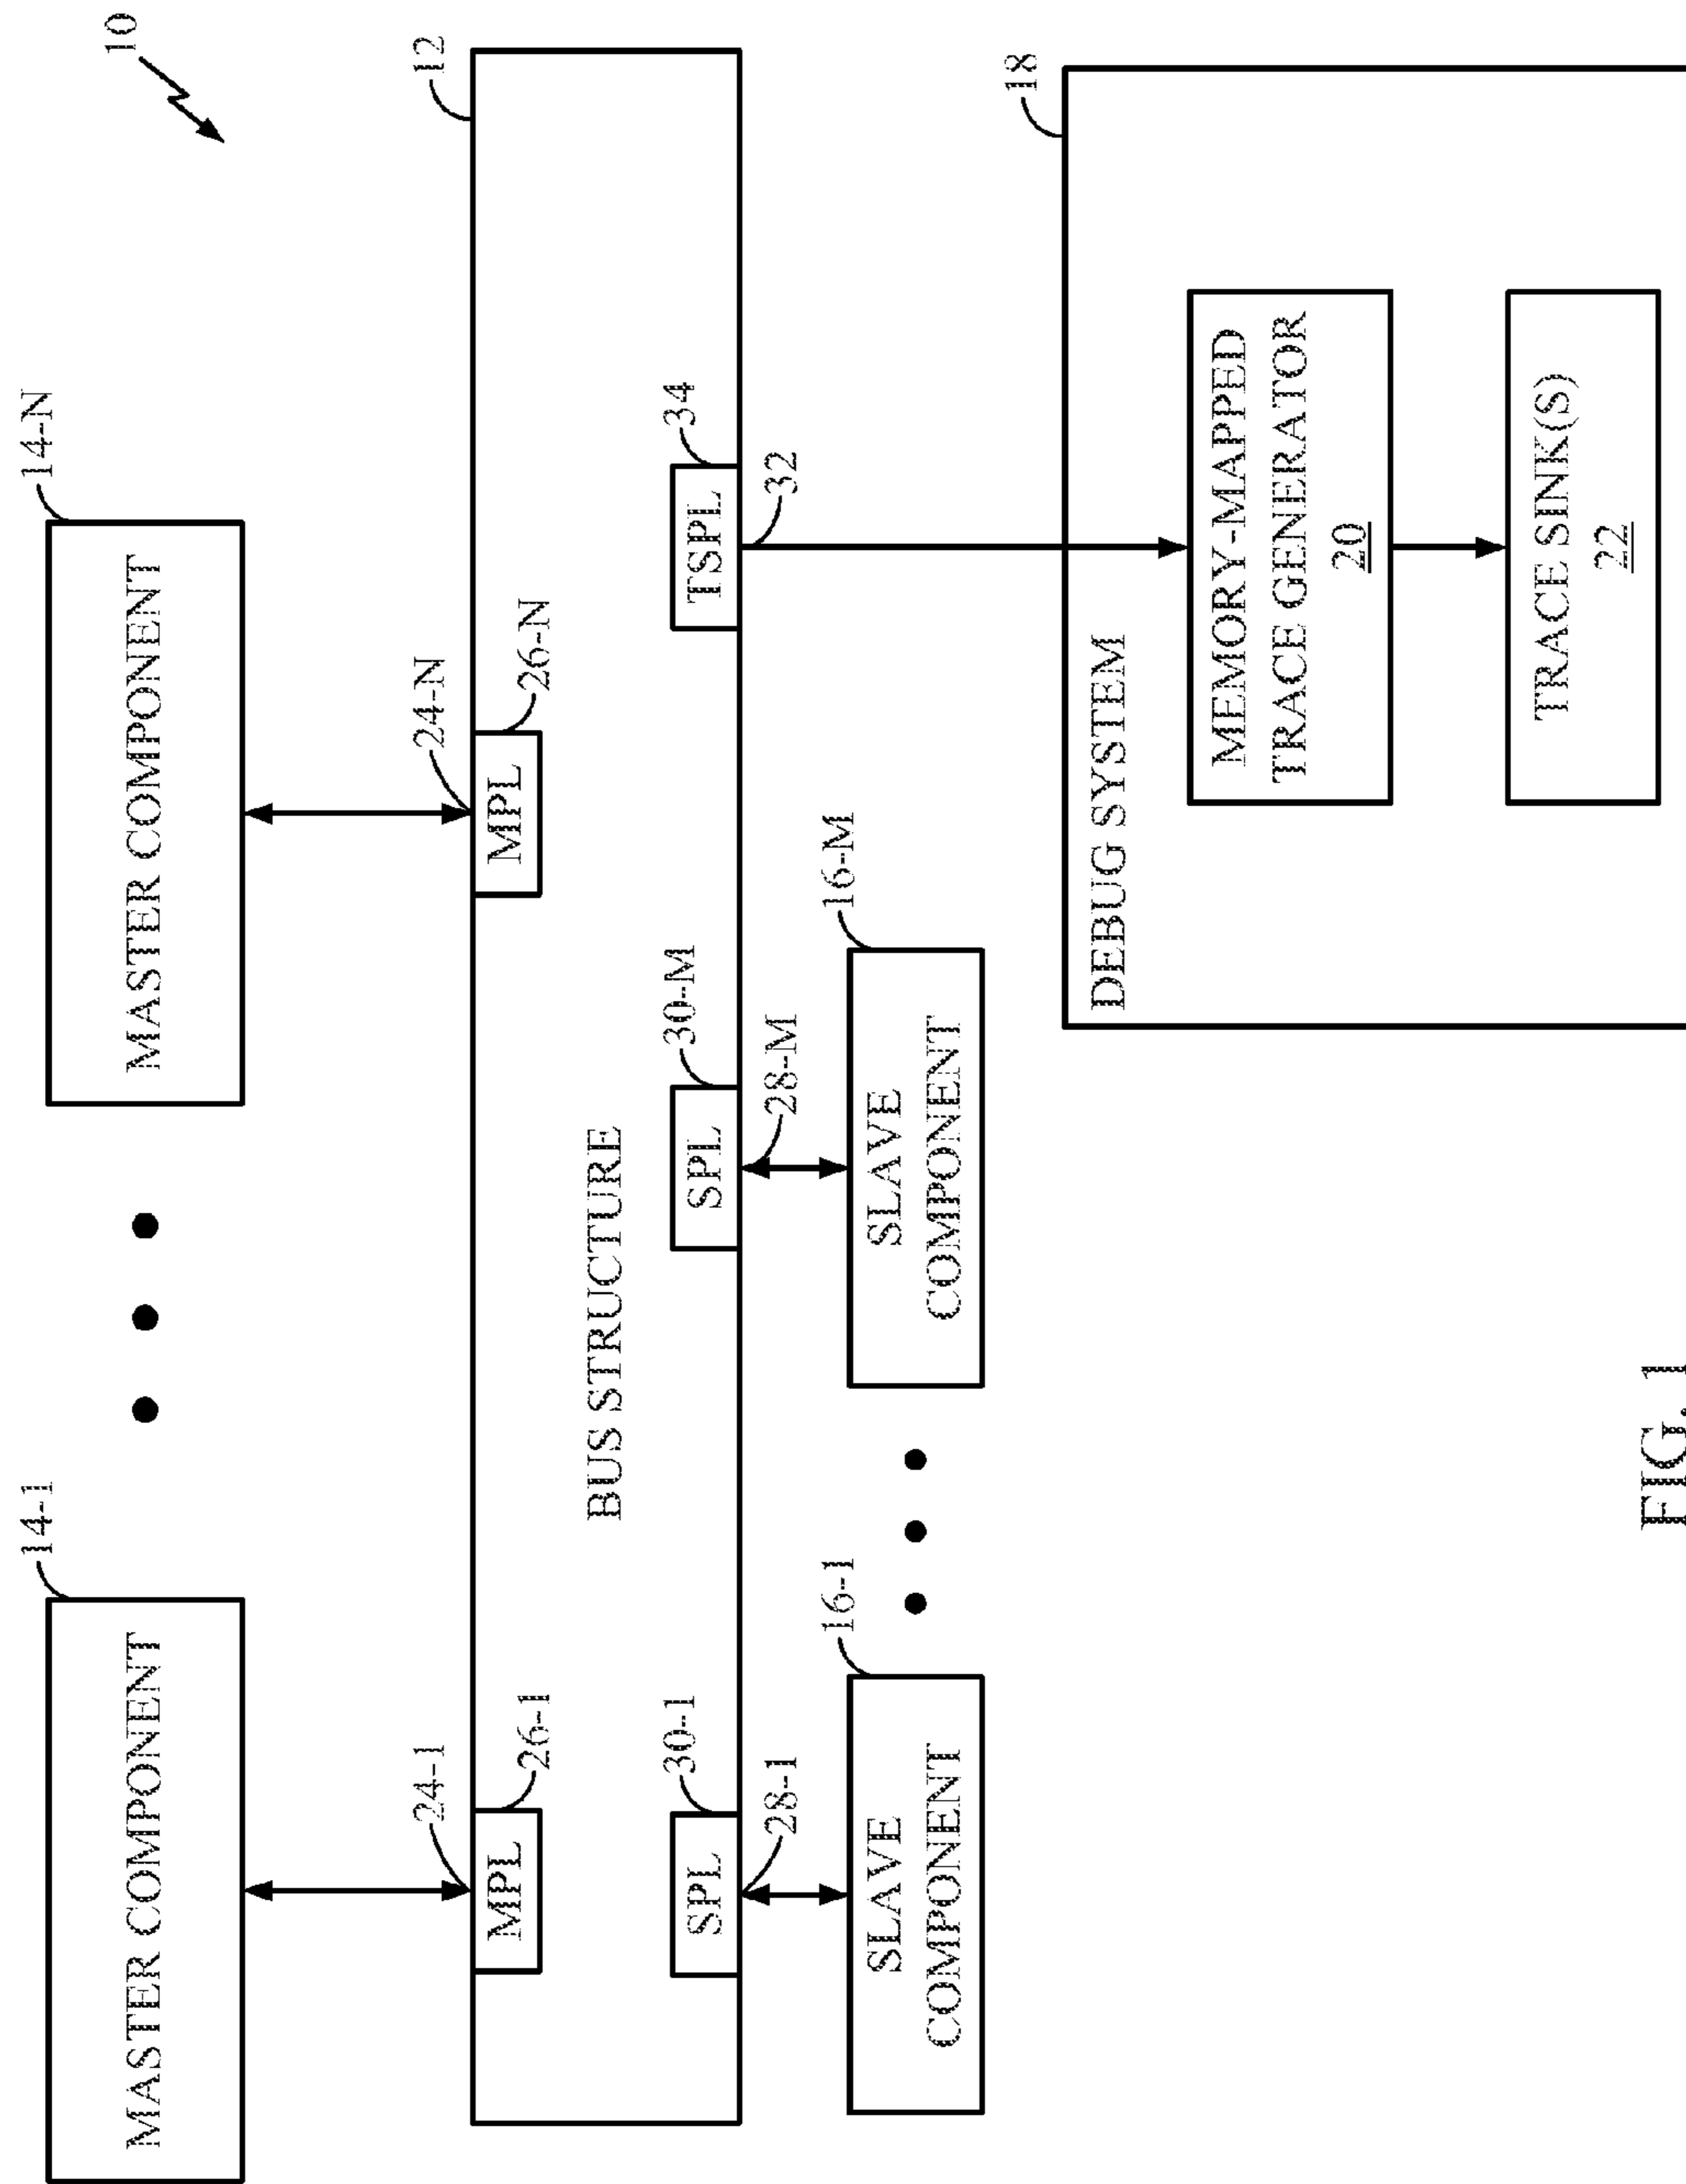 10
14-1
14-N
MASTER COMPONENT
MASTER COMPONENT
24-1
24-N
12
MPL
26-1
MPL
26-N
BUS STRUCTURE
30-1
30-M
34
SPL
SPL
TSPL
28-1
28-M
32
16-1
16-M
SLAVE
COMPONENT
SLAVE
COMPONENT
18
DEBUG SYSTEM
MEMORY-MAPPED
TRACE GENERATOR
20
TRACE SINK(S)
22
FIG. 1